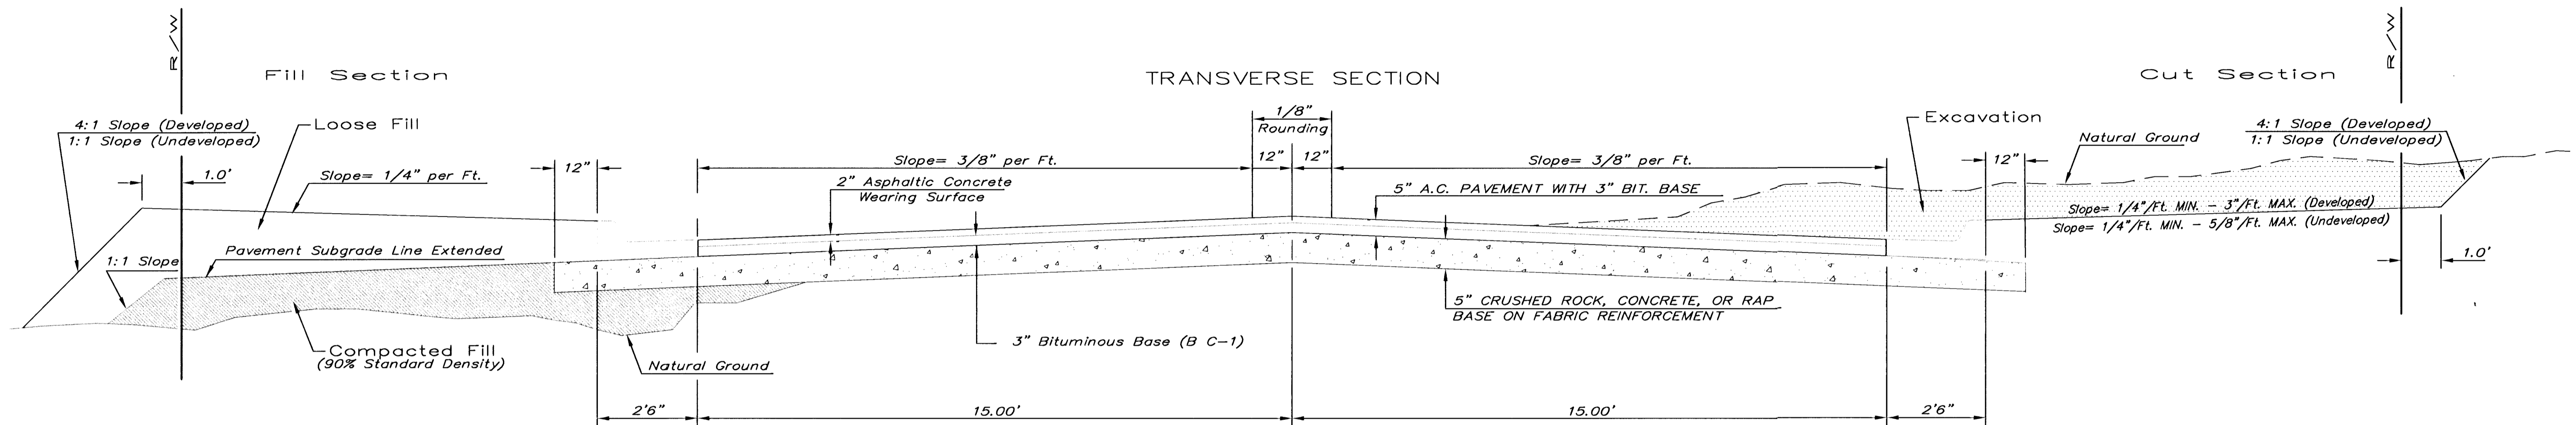 R/W
Fill Section
TRANSVERSE SECTION
Cut Section
R/W
4:1 Slope (Developed)
1:1 Slope (Undeveloped)
Loose Fill
1/8"
Rounding
Excavation
Natural Ground
4:1 Slope (Developed)
1:1 Slope (Undeveloped)
1.0'
Slope= 1/4" per Ft.
12"
Slope= 3/8" per Ft.
12"
12"
Slope= 3/8" per Ft.
12"
2" Asphaltic Concrete
Wearing Surface
5" A.C. PAVEMENT WITH 3" BIT. BASE
Slope= 1/4"/Ft. MIN. - 3"/Ft. MAX. (Developed)
Slope= 1/4"/Ft. MIN. - 5/8"/Ft. MAX. (Undeveloped)
Pavement Subgrade Line Extended
1:1 Slope
1.0'
5" CRUSHED ROCK, CONCRETE, OR RAP
BASE ON FABRIC REINFORCEMENT
3" Bituminous Base (B C-1)
Compacted Fill
(90% Standard Density)
Natural Ground
2'6"
15.00'
15.00'
2'6"